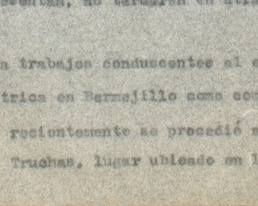 trabajos conducentes al
trica en Bermejillo como
recientemente se procedió
Truchas, lugar ubicado en